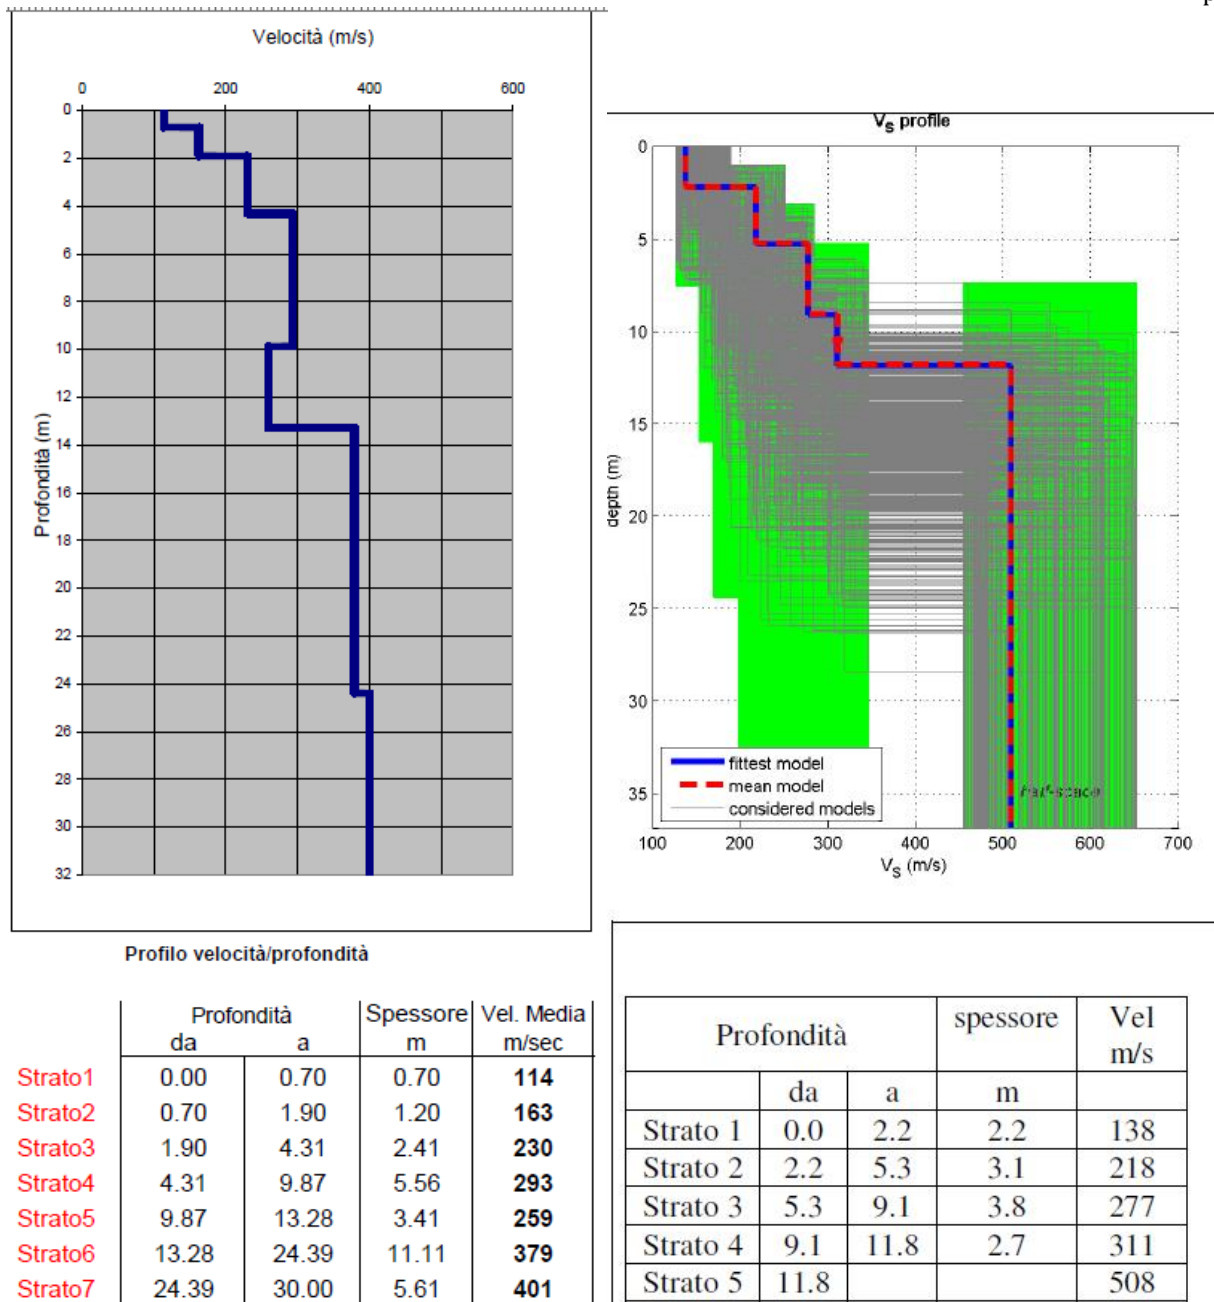 Velocità (m/s)
0 200 400 600
0
2
4
6
8
10
12
14
16
18
20
22
24
26
28
30
32
Profondità (m)
Profilo velocità/profondità
Profondità Spessore Vel. Media
da a m m/sec
Strato1 0.00 0.70 0.70 114
Strato2 0.70 1.90 1.20 163
Strato3 1.90 4.31 2.41 230
Strato4 4.31 9.87 5.56 293
Strato5 9.87 13.28 3.41 259
Strato6 13.28 24.39 11.11 379
Strato7 24.39 30.00 5.61 401
VS profile
0
5
10
15
20
25
30
35
depth (m)
fittest model
mean model
considered models
half-space
100 200 300 400 500 600 700
VS (m/s)
Profondità spessore Vel
m/s
da a m
Strato 1 0.0 2.2 2.2 138
Strato 2 2.2 5.3 3.1 218
Strato 3 5.3 9.1 3.8 277
Strato 4 9.1 11.8 2.7 311
Strato 5 11.8 508